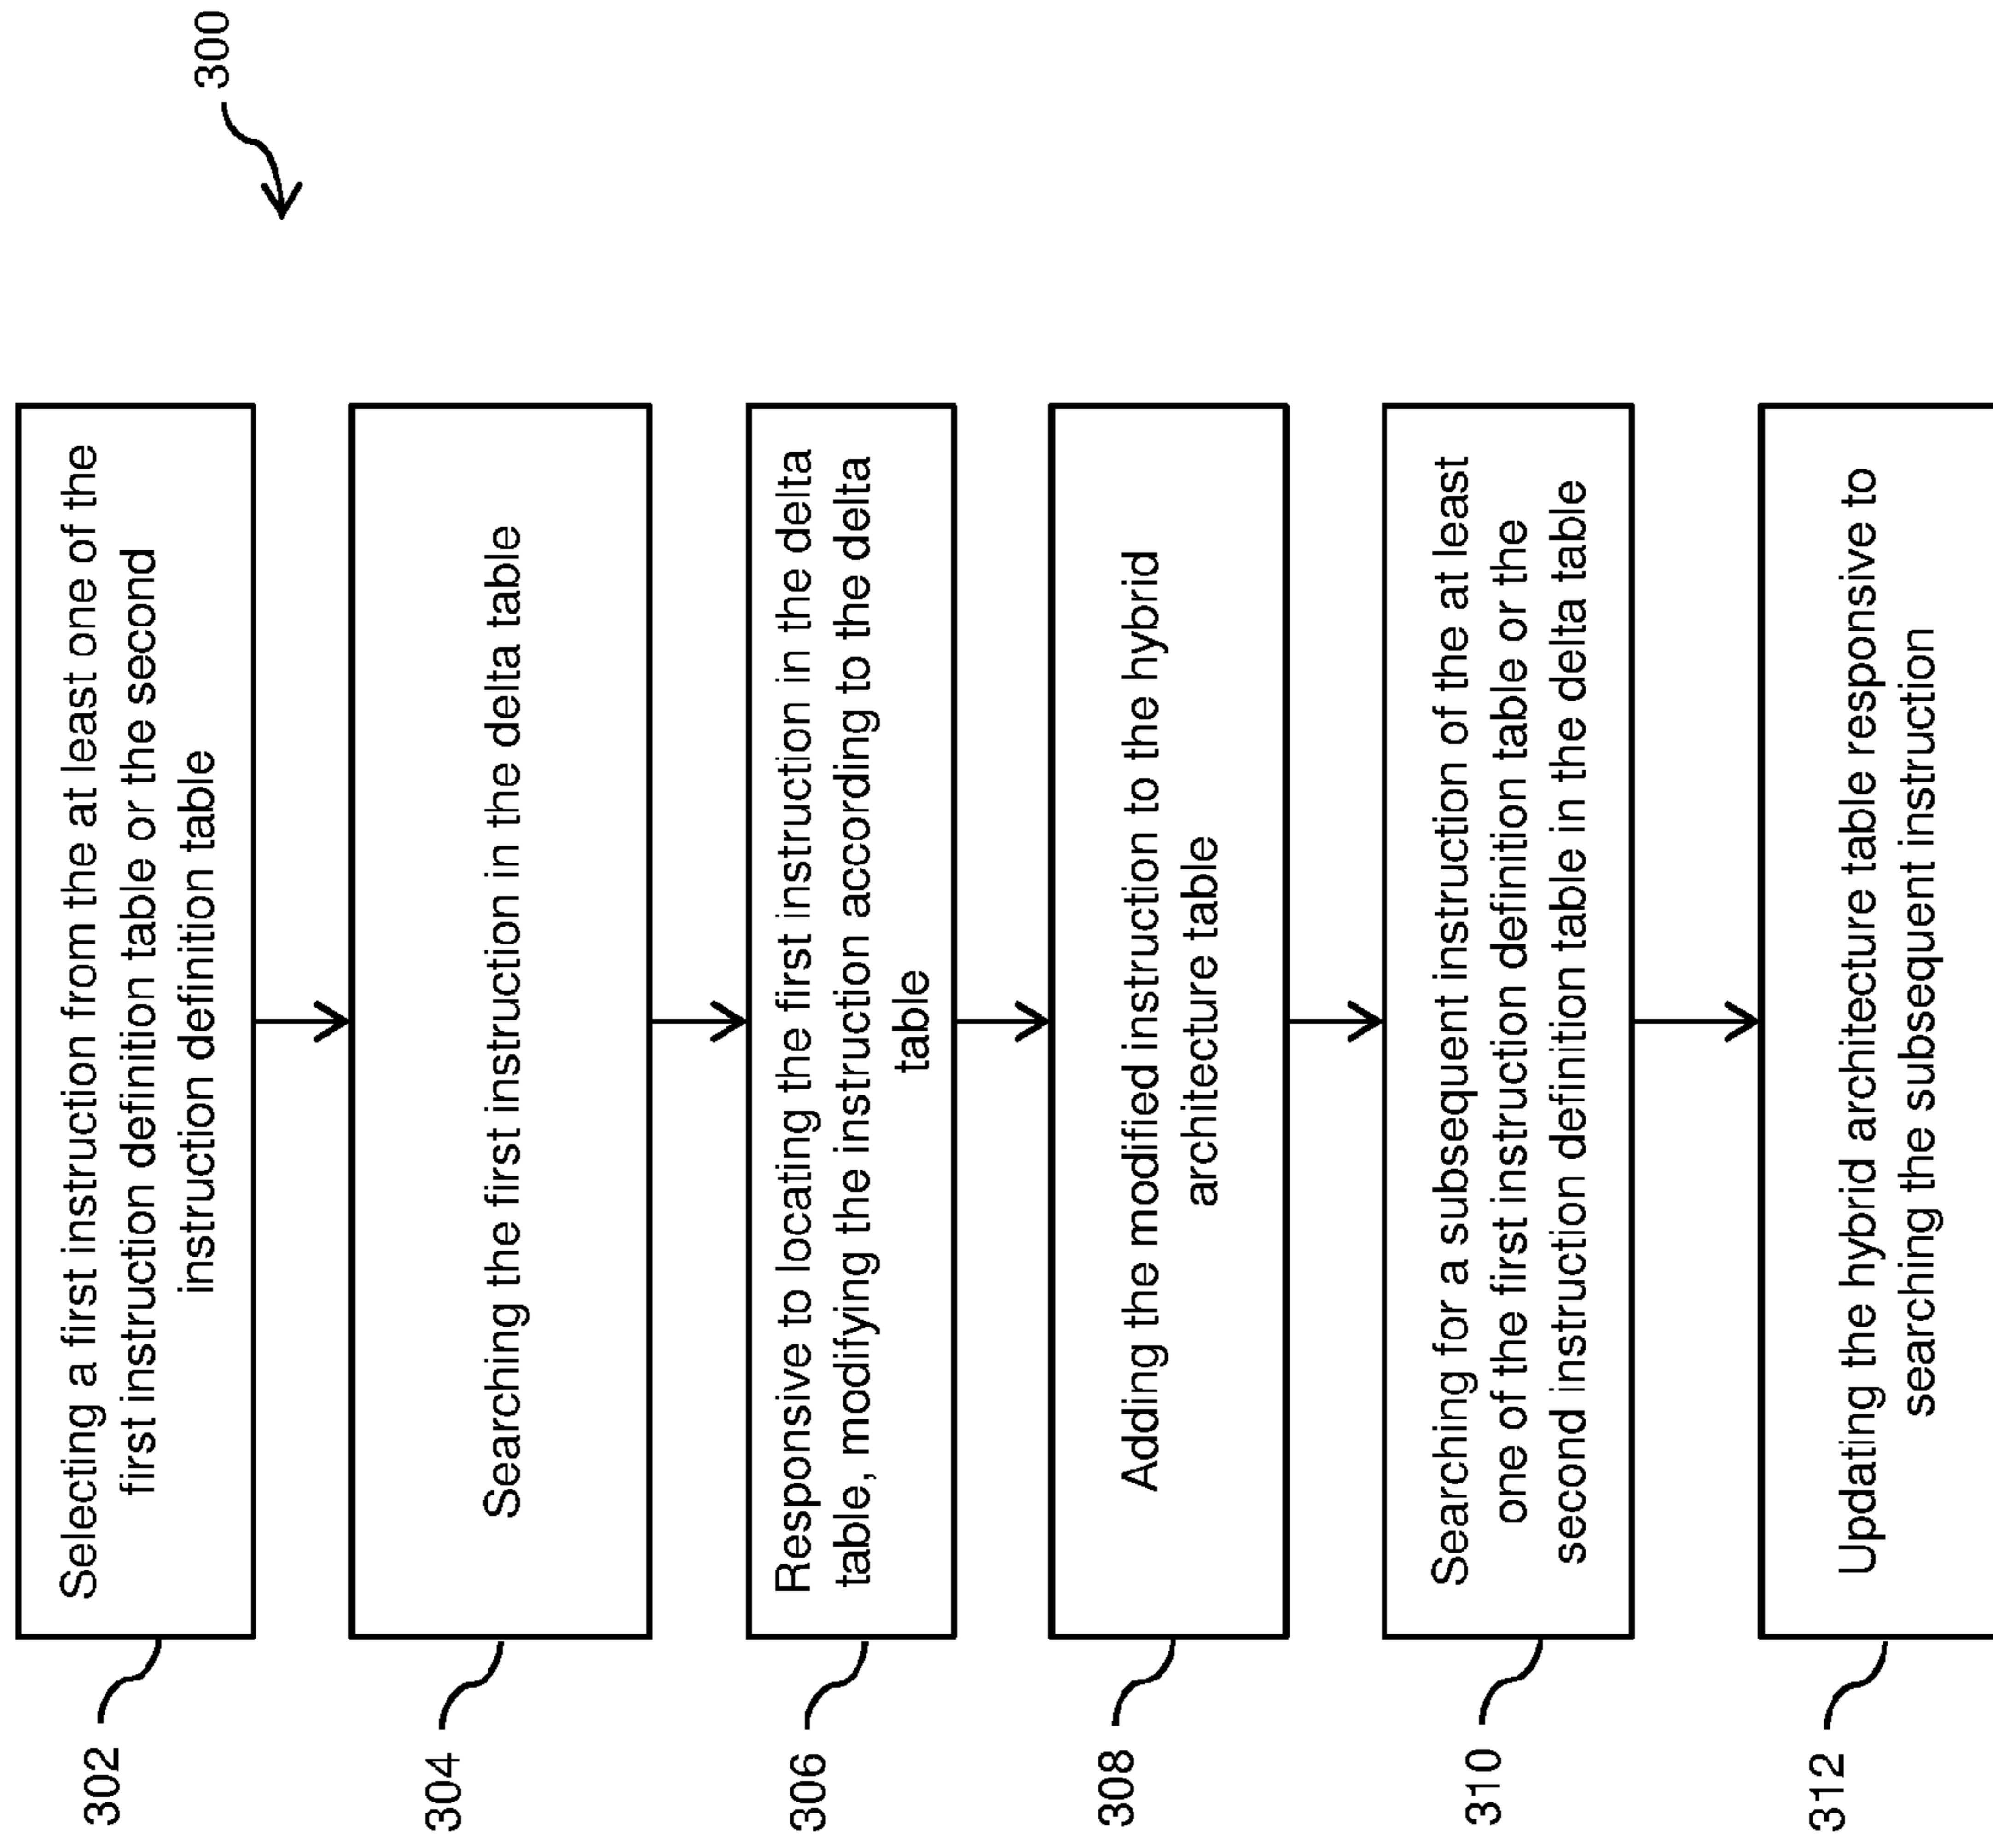 300
302
Selecting a first instruction from the at least one of the
first instruction definition table or the second
instruction definition table
304
Searching the first instruction in the delta table
306
Responsive to locating the first instruction in the delta
table, modifying the instruction according to the delta
table
308
Adding the modified instruction to the hybrid
architecture table
310
Searching for a subsequent instruction of the at least
one of the first instruction definition table or the
second instruction definition table in the delta table
312
Updating the hybrid architecture table responsive to
searching the subsequent instruction